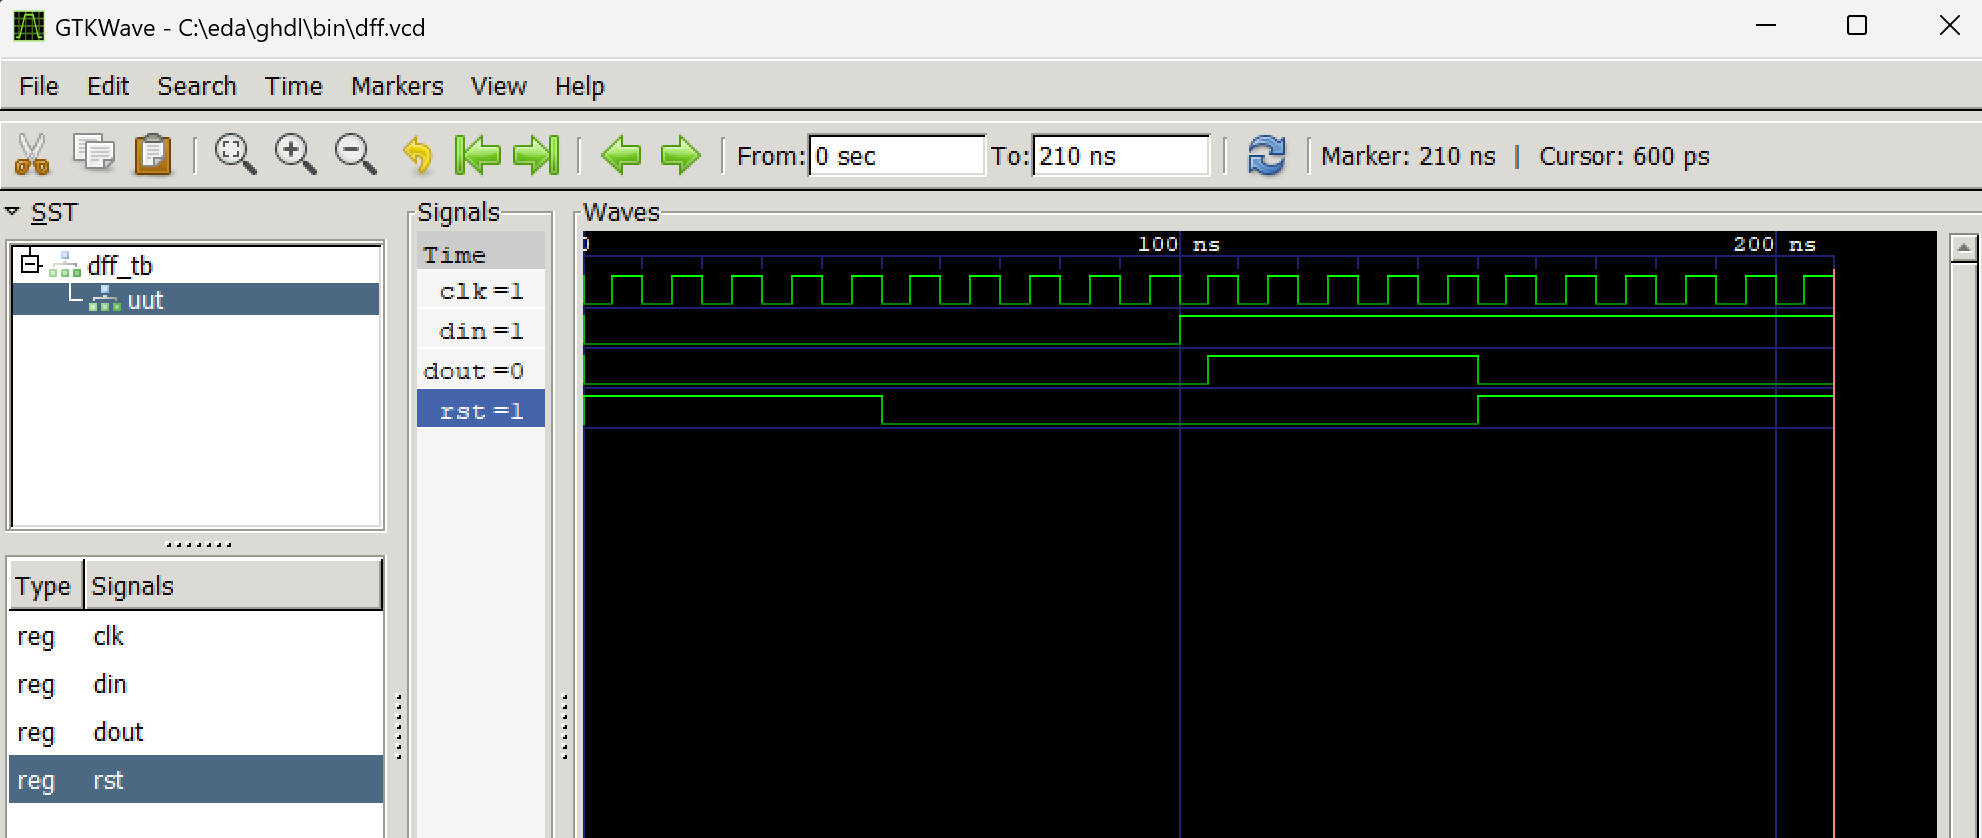 GTKWave - C:\eda\ghdl\bin\dff.vcd
File Edit Search Time Markers View Help
From: 0 sec To: 210 ns Marker: 210 ns | Cursor: 600 ps
SST
dff_tb
uut
Type Signals
reg clk
reg din
reg dout
reg rst
Signals
Time
clk =1
din =1
dout =0
rst =1
Waves
0 100 ns 200 ns